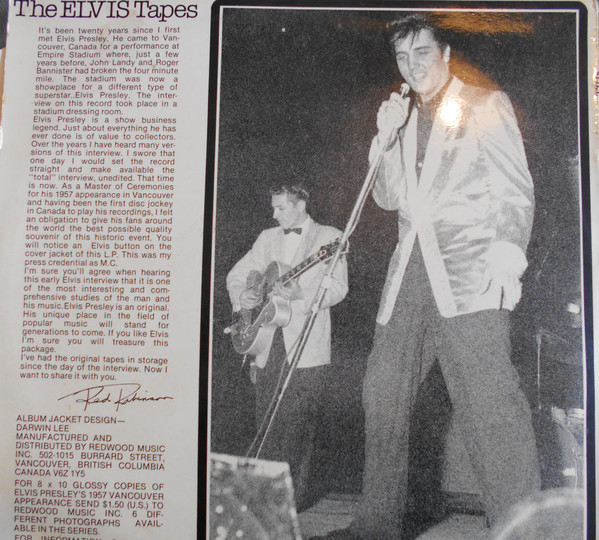 The ELVIS Tapes
It's been twenty years since I first
met Elvis Presley. He came to Van-
couver, Canada for a performance at
Empire Stadium where, just a few
years before, John Landy and Roger
Bannister had broken the four minute
mile. The stadium was now a
showplace for a different type of
superstar..Elvis Presley. The inter-
view on this record took place in a
stadium dressing room.
Elvis Presley is a show business
legend. Just about everything he has
ever done is of value to collectors.
Over the years I have heard many ver-
sions of this interview. I swore that
one day I would set the record
straight and make available the
"total" interview, unedited. That time
is now. As a Master of Ceremonies
for his 1957 appearance in Vancouver
and having been the first disc jockey
in Canada to play his recordings, I felt
an obligation to give his fans around
the world the best possible quality
souvenir of this historic event. You
will notice an Elvis button on the
cover jacket of this L.P. This was my
press credential as M.C.
I'm sure you'll agree when hearing
this early Elvis interview that it is one
of the most interesting and com-
prehensive studies of the man and
his music.Elvis Presley is an original.
His unique place in the field of
popular music will stand for
generations to come. If you like Elvis
I'm sure you will treasure this
package.
I've had the original tapes in storage
since the day of the interview. Now I
want to share it with you.
Red Robinson
ALBUM JACKET DESIGN—
DARWIN LEE
MANUFACTURED AND
DISTRIBUTED BY REDWOOD MUSIC
INC. 502-1015 BURRARD STREET,
VANCOUVER, BRITISH COLUMBIA
CANADA V6Z 1Y5
FOR 8 x 10 GLOSSY COPIES OF
ELVIS PRESLEY'S 1957 VANCOUVER
APPEARANCE SEND $1.50 (U.S.) TO
REDWOOD MUSIC INC. 6 DIF-
FERENT PHOTOGRAPHS AVAIL-
ABLE IN THE SERIES.
FOR INFORMATION